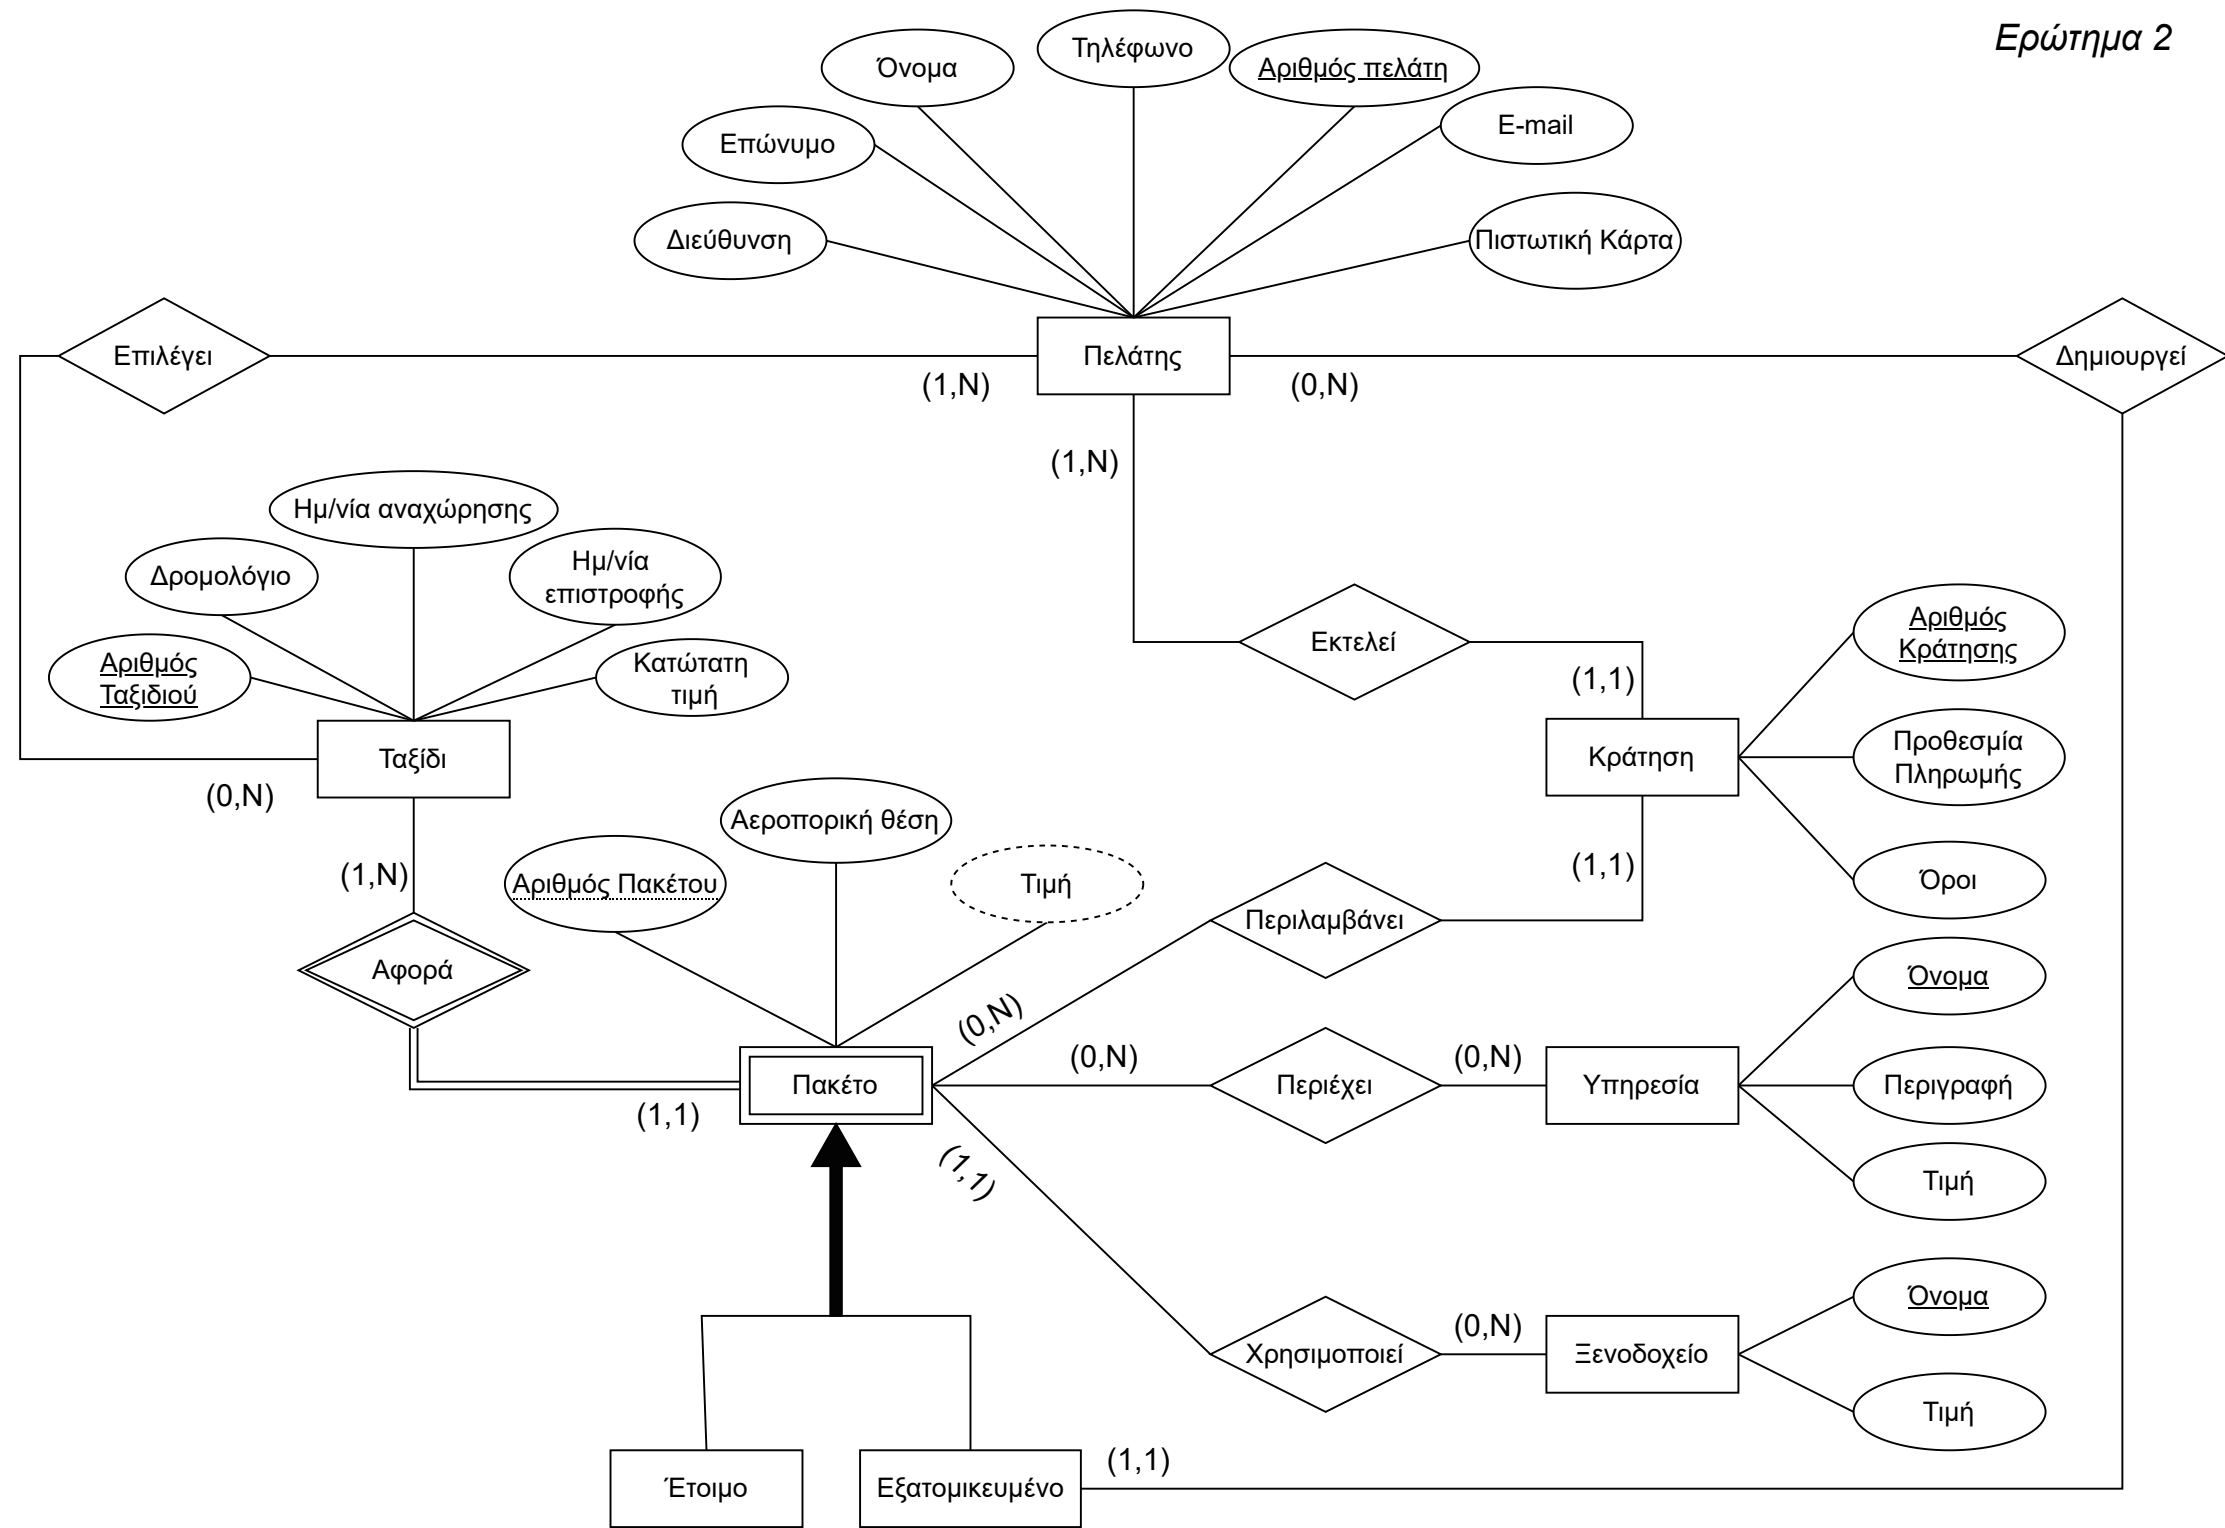 Ερώτημα 2
Τηλέφωνο
Όνομα
Αριθμός πελάτη
E-mail
Επώνυμο
Διεύθυνση
Πιστωτική Κάρτα
Επιλέγει
Πελάτης
Δημιουργεί
(1,N)
(0,N)
(1,N)
Ημ/νία αναχώρησης
Δρομολόγιο
Ημ/νία
επιστροφής
Αριθμός
Ταξιδιού
Κατώτατη
τιμή
Εκτελεί
Αριθμός
Κράτησης
(1,1)
Ταξίδι
Κράτηση
Προθεσμία
Πληρωμής
(0,N)
(1,N)
Αεροπορική θέση
Αριθμός Πακέτου
Τιμή
(1,1)
Όροι
Περιλαμβάνει
Αφορά
Όνομα
(0,N)
(0,N)
(0,N)
Πακέτο
Περιέχει
Υπηρεσία
Περιγραφή
(1,1)
(1,1)
Τιμή
Όνομα
(0,N)
Χρησιμοποιεί
Ξενοδοχείο
Τιμή
(1,1)
Έτοιμο
Εξατομικευμένο